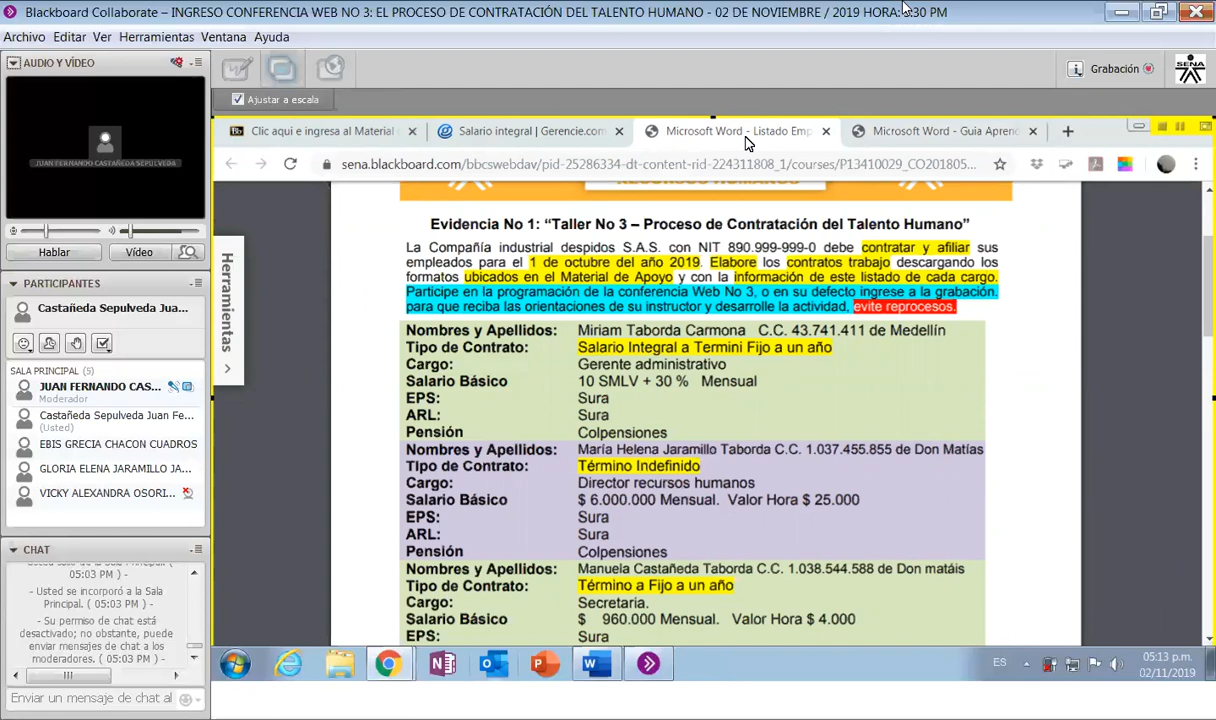 Blackboard Collaborate – INGRESO CONFERENCIA WEB NO 3: EL PROCESO DE CONTRATACIÓN DEL TALENTO HUMANO - 02 DE NOVIEMBRE / 2019 HORA: :30 PM
Archivo Editar Ver Herramientas Ventana Ayuda
AUDIO Y VÍDEO
JUAN FERNANDO CASTAÑEDA SEPULVEDA
Hablar Vídeo
PARTICIPANTES
Castañeda Sepulveda Jua...
SALA PRINCIPAL (5)
JUAN FERNANDO CAS...
Moderador
Castañeda Sepulveda Juan Fe...
(Usted)
EBIS GRECIA CHACON CUADROS
GLORIA ELENA JARAMILLO JA...
VICKY ALEXANDRA OSORI...
CHAT
(05:03 PM ) -
- Usted se incorporó a la Sala
Principal. ( 05:03 PM ) -
- Su permiso de chat está
desactivado; no obstante, puede
enviar mensajes de chat a los
moderadores. ( 05:03 PM ) -
Enviar un mensaje de chat al
Grabación
SENA
Ajustar a escala
Clic aqui e ingresa al Material
Salario integral | Gerencie.com
Microsoft Word - Listado Emp
Microsoft Word - Guia Apren
sena.blackboard.com/bbcswebdav/pid-25286334-dt-content-rid-224311808_1/courses/P13410029_CO201805...
Herramientas
RECURSOS HUMANOS
Evidencia No 1: “Taller No 3 – Proceso de Contratación del Talento Humano”
La Compañía industrial despidos S.A.S. con NIT 890.999-999-0 debe contratar y afiliar sus
empleados para el 1 de octubre del año 2019. Elabore los contratos trabajo descargando los
formatos ubicados en el Material de Apoyo y con la información de este listado de cada cargo.
Participe en la programación de la conferencia Web No 3, o en su defecto ingrese a la grabación.
para que reciba las orientaciones de su instructor y desarrolle la actividad, evite reprocesos.
Nombres y Apellidos: Miriam Taborda Carmona C.C. 43.741.411 de Medellín
Tipo de Contrato: Salario Integral a Termini Fijo a un año
Cargo: Gerente administrativo
Salario Básico 10 SMLV + 30 % Mensual
EPS: Sura
ARL: Sura
Pensión Colpensiones
Nombres y Apellidos: María Helena Jaramillo Taborda C.C. 1.037.455.855 de Don Matías
Tipo de Contrato: Término Indefinido
Cargo: Director recursos humanos
Salario Básico $ 6.000.000 Mensual. Valor Hora $ 25.000
EPS: Sura
ARL: Sura
Pensión Colpensiones
Nombres y Apellidos: Manuela Castañeda Taborda C.C. 1.038.544.588 de Don matáis
Tipo de Contrato: Término a Fijo a un año
Cargo: Secretaria.
Salario Básico $ 960.000 Mensual. Valor Hora $ 4.000
EPS: Sura
ES
05:13 p.m.
02/11/2019